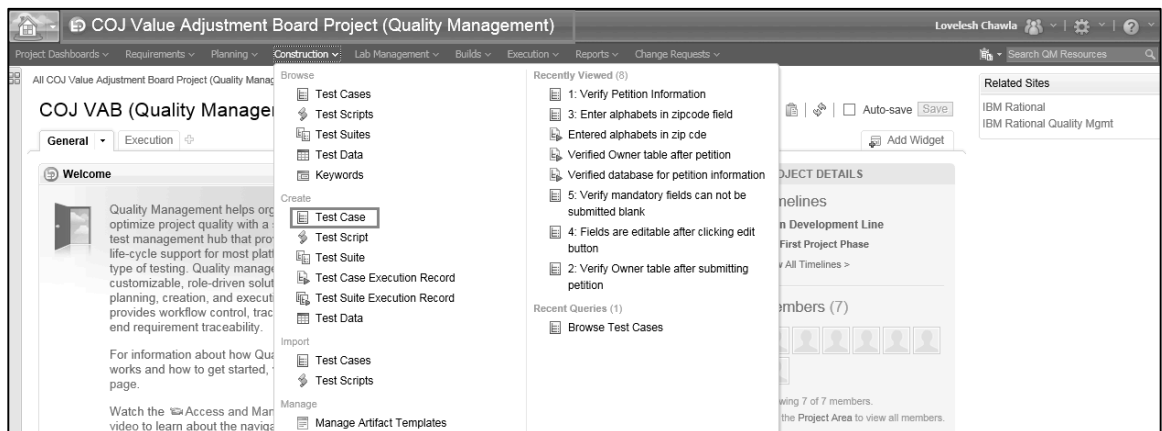 COJ Value Adjustment Board Project (Quality Management)
Lovelesh Chawla
Project Dashboards Requirements Planning Construction Lab Management Builds Execution Reports Change Requests
Search QM Resources
All COJ Value Adjustment Board Project (Quality Manag
COJ VAB (Quality Manage
Auto-save Save
General Execution
Add Widget
Welcome
Quality Management helps org
optimize project quality with a
test management hub that pro
life-cycle support for most plat
type of testing. Quality manage
customizable, role-driven solut
planning, creation, and execut
provides workflow control, trac
end requirement traceability.
For information about how Qua
works and how to get started,
page.
Watch the Access and Man
video to learn about the naviga
Browse
Test Cases
Test Scripts
Test Suites
Test Data
Keywords
Create
Test Case
Test Script
Test Suite
Test Case Execution Record
Test Suite Execution Record
Test Data
Import
Test Cases
Test Scripts
Manage
Manage Artifact Templates
Recently Viewed (8)
1: Verify Petition Information
3: Enter alphabets in zipcode field
Entered alphabets in zip cde
Verified Owner table after petition
Verified database for petition information
5: Verify mandatory fields can not be
submitted blank
4: Fields are editable after clicking edit
button
2: Verify Owner table after submitting
petition
Recent Queries (1)
Browse Test Cases
OJECT DETAILS
melines
n Development Line
First Project Phase
v All Timelines >
embers (7)
wing 7 of 7 members.
the Project Area to view all members.
Related Sites
IBM Rational
IBM Rational Quality Mgmt